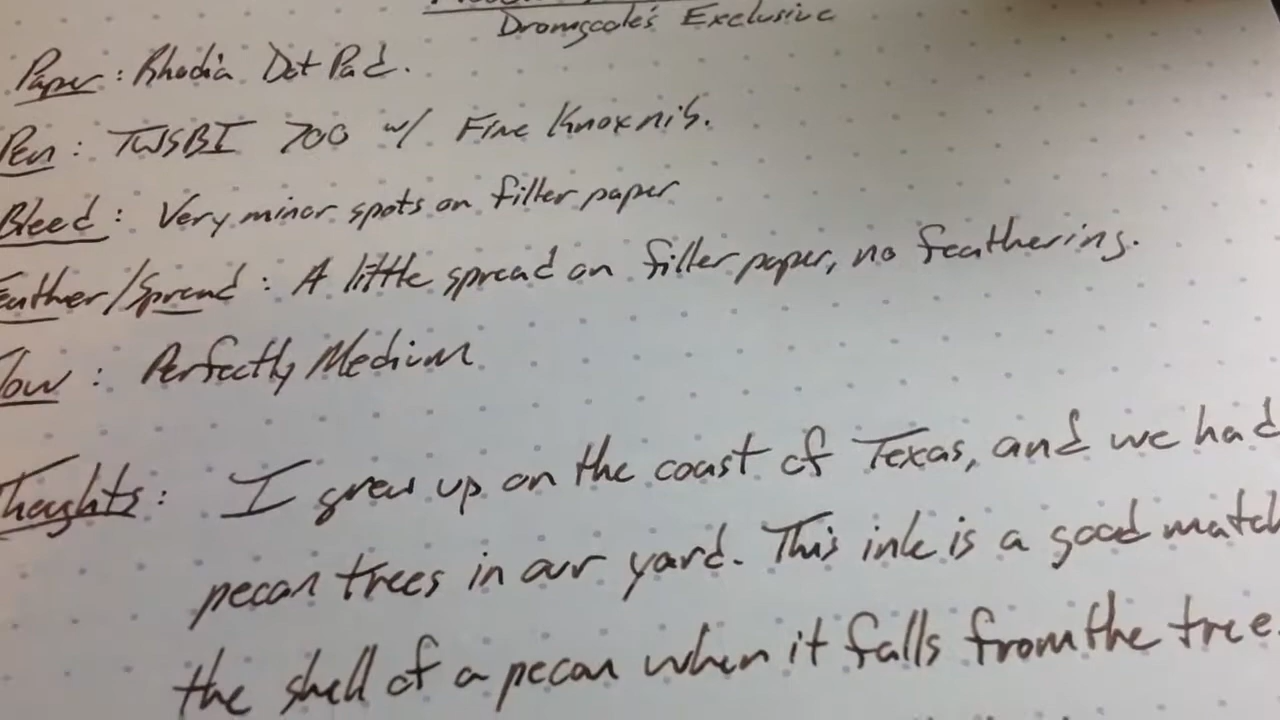 Dromgoole's Exclusive
Paper: Rhodia Dot Pad.
Pen: TWSBI 700 w/ Fine Knox nib.
Bleed: Very minor spots on filler paper
Feather/Spread: A little spread on filler paper, no feathering.
Flow: Perfectly Medium
Thoughts: I grew up on the coast of Texas, and we had
pecan trees in our yard. This ink is a good match
the shell of a pecan when it falls from the tree.